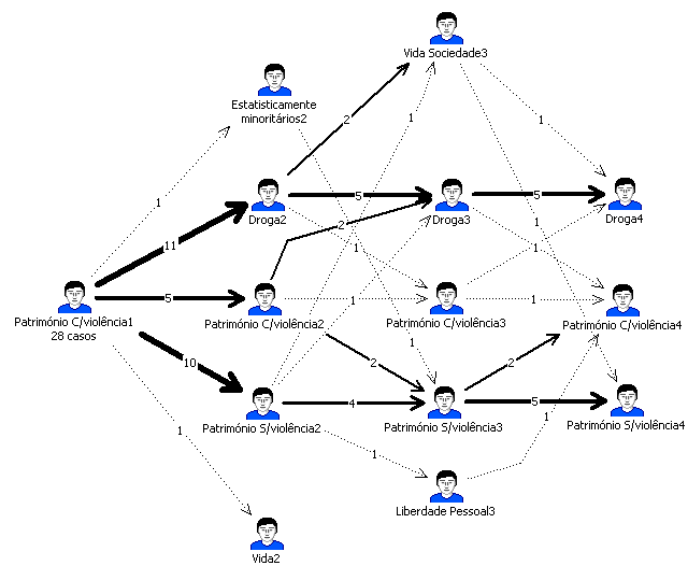 Vida Sociedade3
Estatisticamente
minoritários2
1
2
1
1
1
Droga2
5
Droga3
5
Droga4
11
2
1
1
1
Património C/violência1
28 casos
5
Património C/violência2
1
Património C/violência3
1
Património C/violência4
10
2
1
2
Património S/violência2
4
Património S/violência3
5
Património S/violência4
1
1
1
Liberdade Pessoal3
Vida2